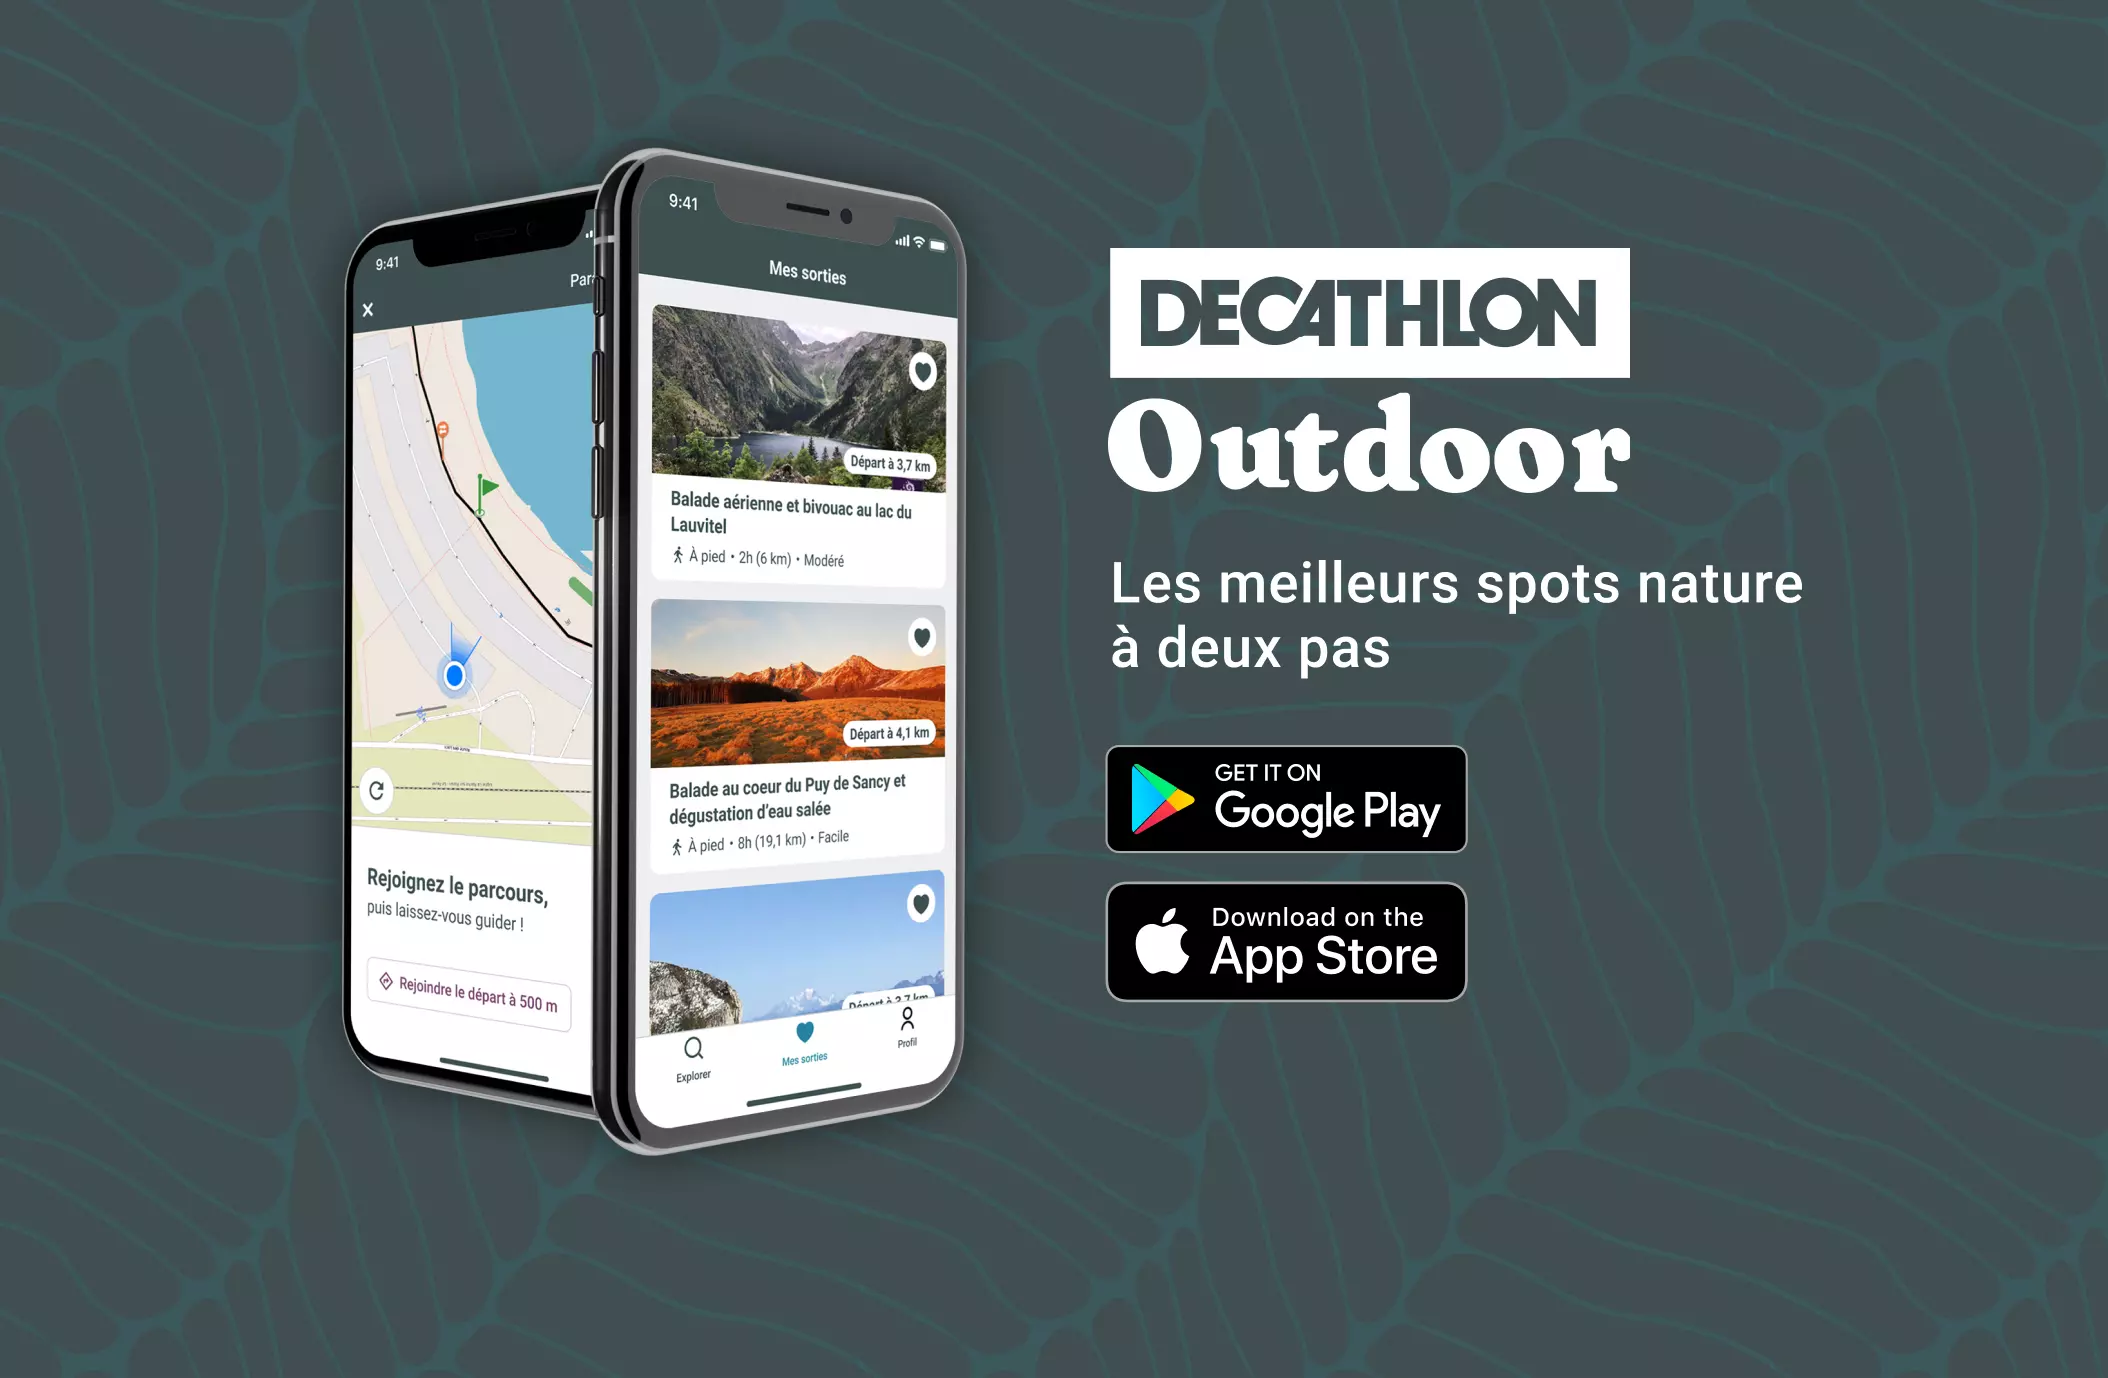 9:41
Par
Rejoignez le parcours,
puis laissez-vous guider !
Rejoindre le départ à 500 m
9:41
Mes sorties
Départ à 3,7 km
Balade aérienne et bivouac au lac du
Lauvitel
À pied • 2h (6 km) • Modéré
Départ à 4,1 km
Balade au coeur du Puy de Sancy et
dégustation d'eau salée
À pied • 8h (19,1 km) • Facile
Départ à 3,7 km
Explorer
Mes sorties
Profil
DECATHLON
Outdoor
Les meilleurs spots nature
à deux pas
GET IT ON
Google Play
Download on the
App Store